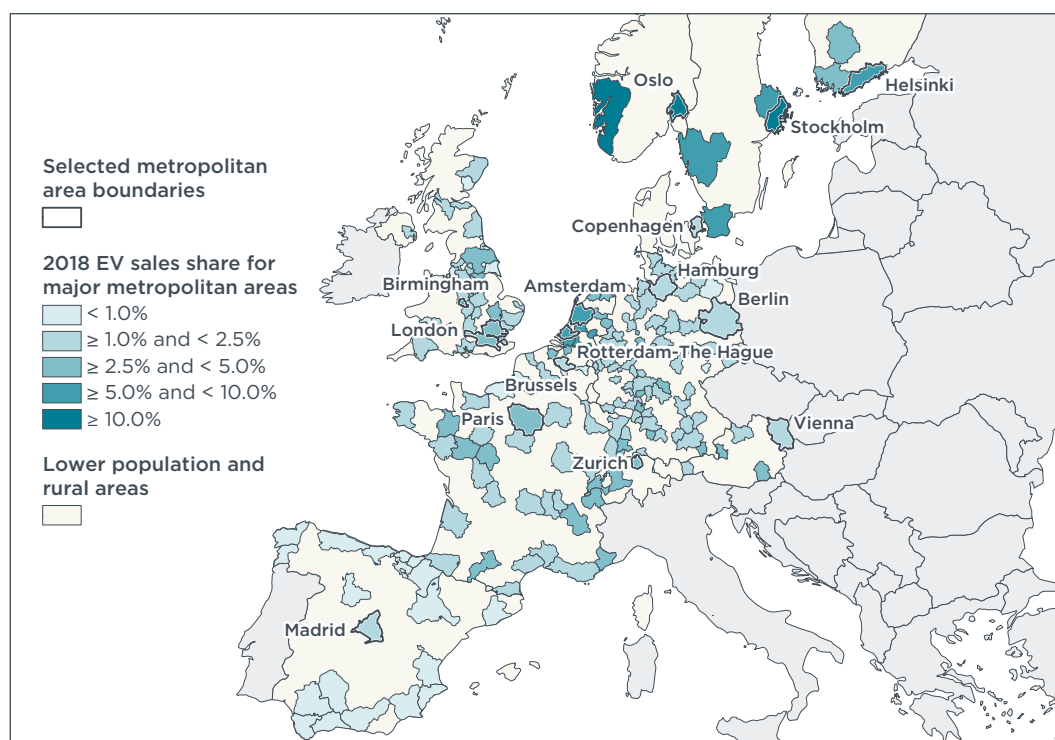 Selected metropolitan
area boundaries
2018 EV sales share for
major metropolitan areas
< 1.0%
≥ 1.0% and < 2.5%
≥ 2.5% and < 5.0%
≥ 5.0% and < 10.0%
≥ 10.0%
Lower population and
rural areas
Oslo
Helsinki
Stockholm
Copenhagen
Hamburg
Birmingham
Amsterdam
Berlin
London
Rotterdam-The Hague
Brussels
Paris
Vienna
Zurich
Madrid